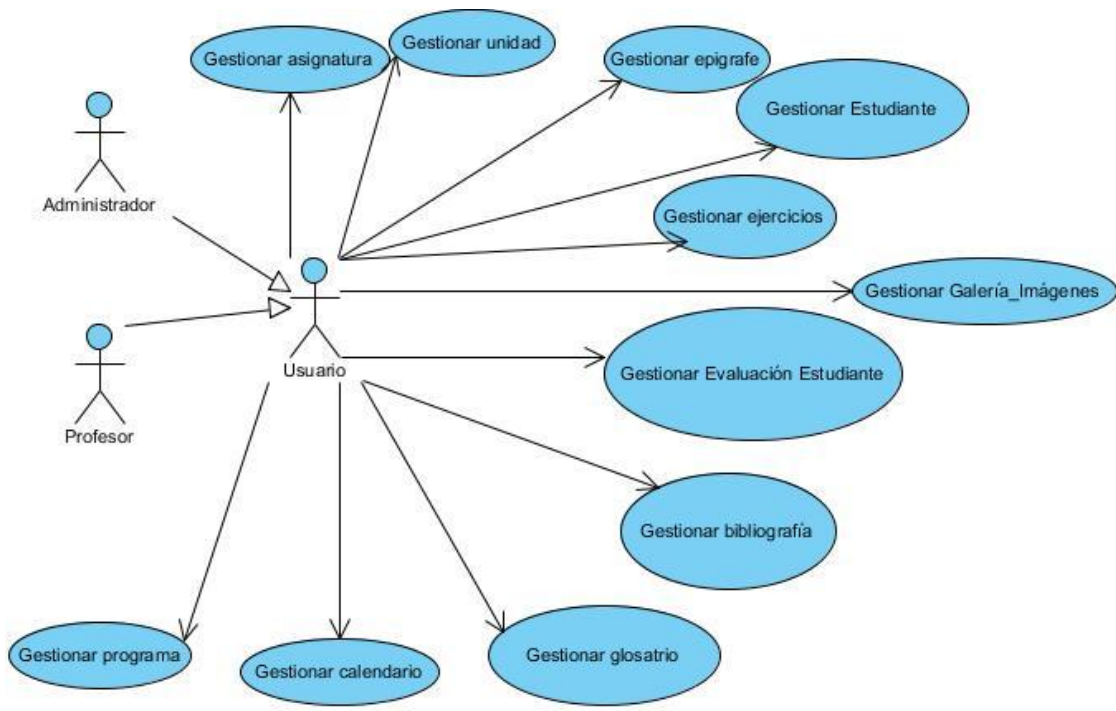 Gestionar asignatura
Gestionar unidad
Gestionar epigrafe
Gestionar Estudiante
Administrador
Gestionar ejercicios
Gestionar Galería_Imágenes
Usuario
Gestionar Evaluación Estudiante
Profesor
Gestionar bibliografía
Gestionar programa
Gestionar calendario
Gestionar glosatrio